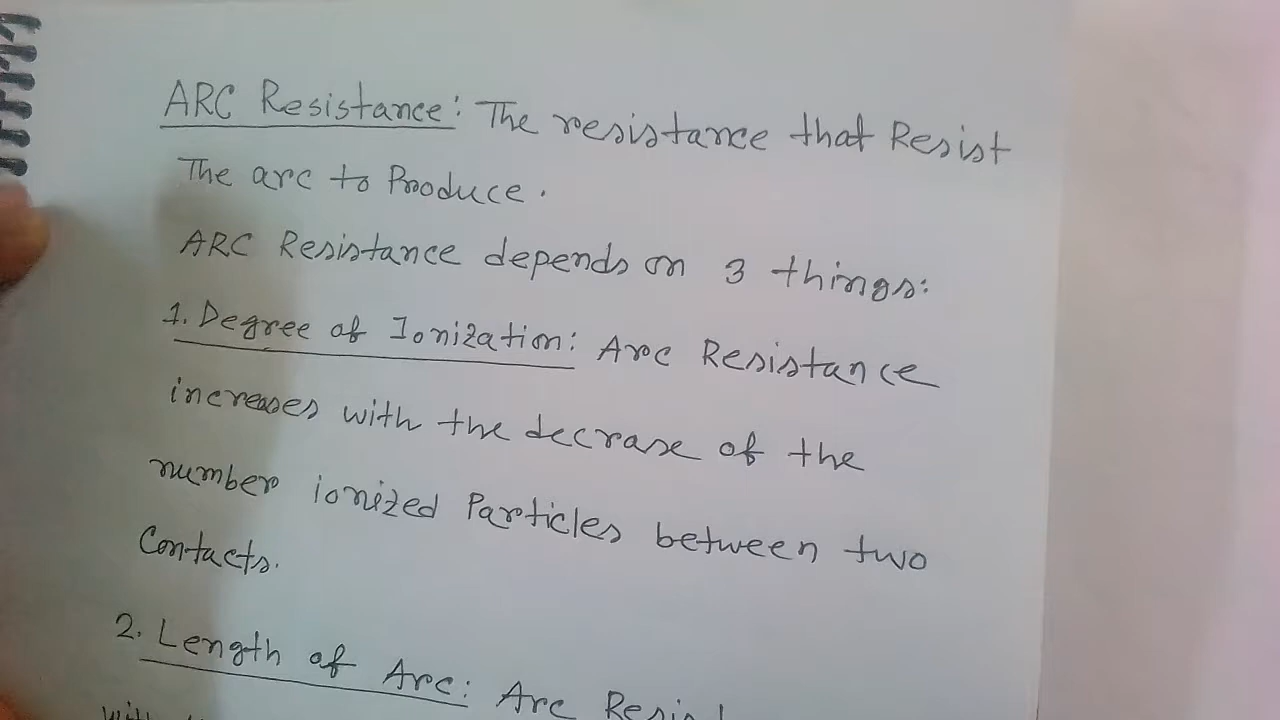 ARC Resistance: The resistance that Resist
The arc to Produce.
ARC Resistance depends on 3 things:
1. Degree of Ionization: Arc Resistance
increases with the decrase of the
number ionized Particles between two
Contacts.
2. Length of Arc: Arc